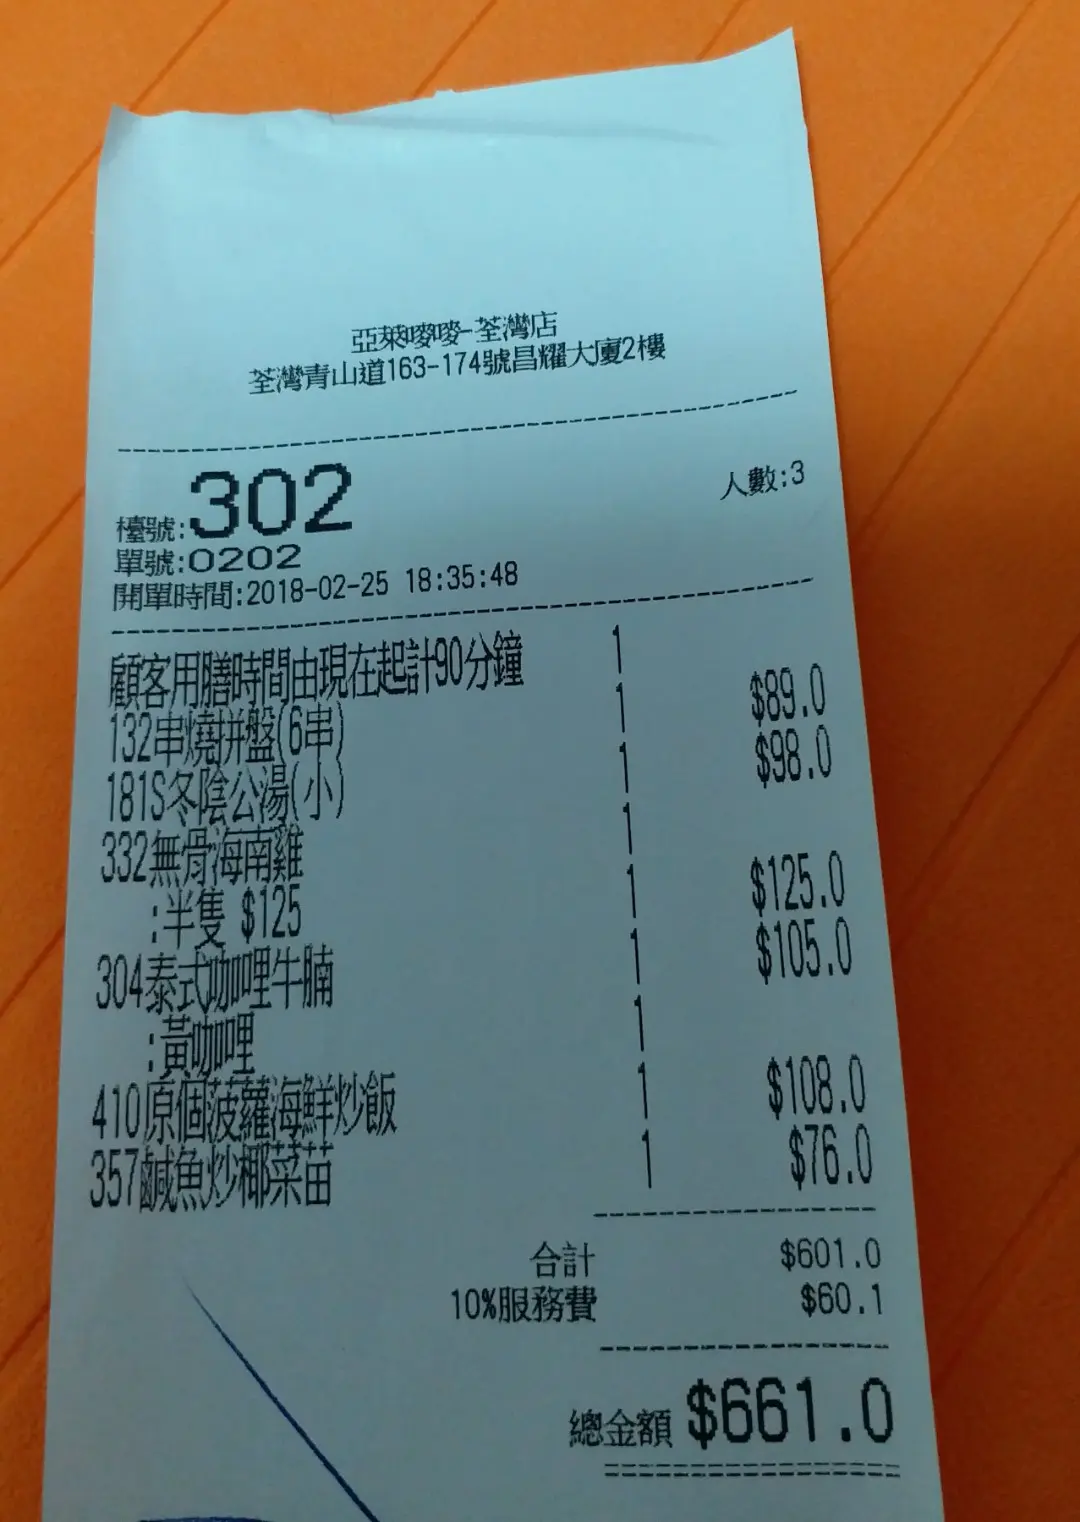 亞萊嘜嘜-荃灣店
荃灣青山道163-174號昌耀大廈2樓
檯號:302 人數:3
單號:0202
開單時間:2018-02-25 18:35:48
顧客用膳時間由現在起計90分鐘 1
132串燒拼盤(6串) 1 $89.0
181S冬陰公湯(小) 1 $98.0
332無骨海南雞 1
:半隻 $125 1 $125.0
304泰式咖哩牛腩 1 $105.0
:黃咖哩 1
410原個菠蘿海鮮炒飯 1 $108.0
357鹹魚炒椰菜苗 1 $76.0
合計 $601.0
10%服務費 $60.1
總金額 $661.0